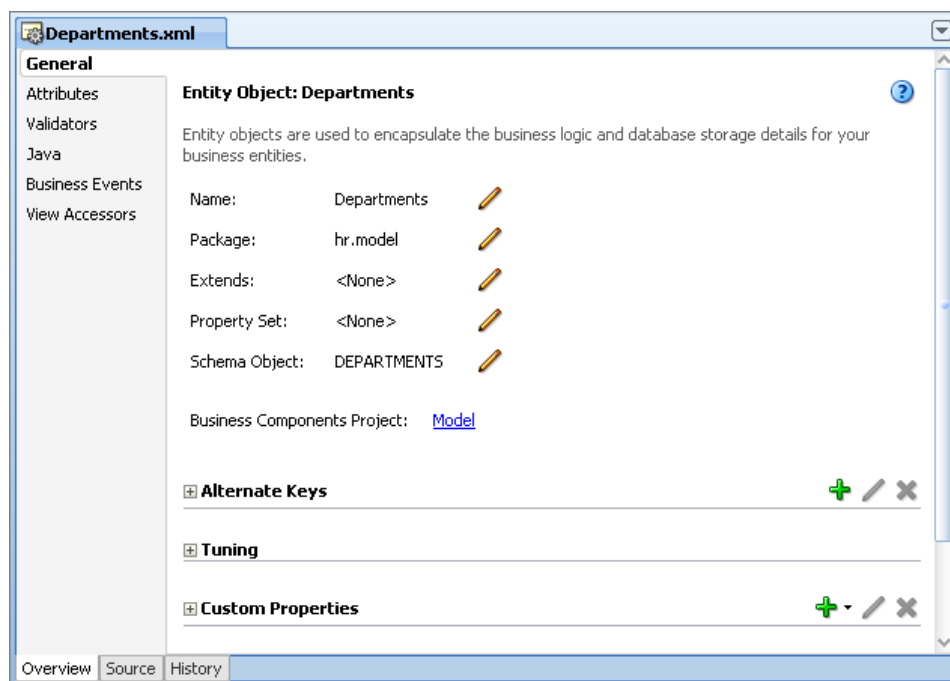 Departments.xml
General
Attributes
Validators
Java
Business Events
View Accessors
Entity Object: Departments
?
Entity objects are used to encapsulate the business logic and database storage details for your
business entities.
Name: Departments
Package: hr.model
Extends: <None>
Property Set: <None>
Schema Object: DEPARTMENTS
Business Components Project: Model
Alternate Keys
Tuning
Custom Properties
Overview Source History